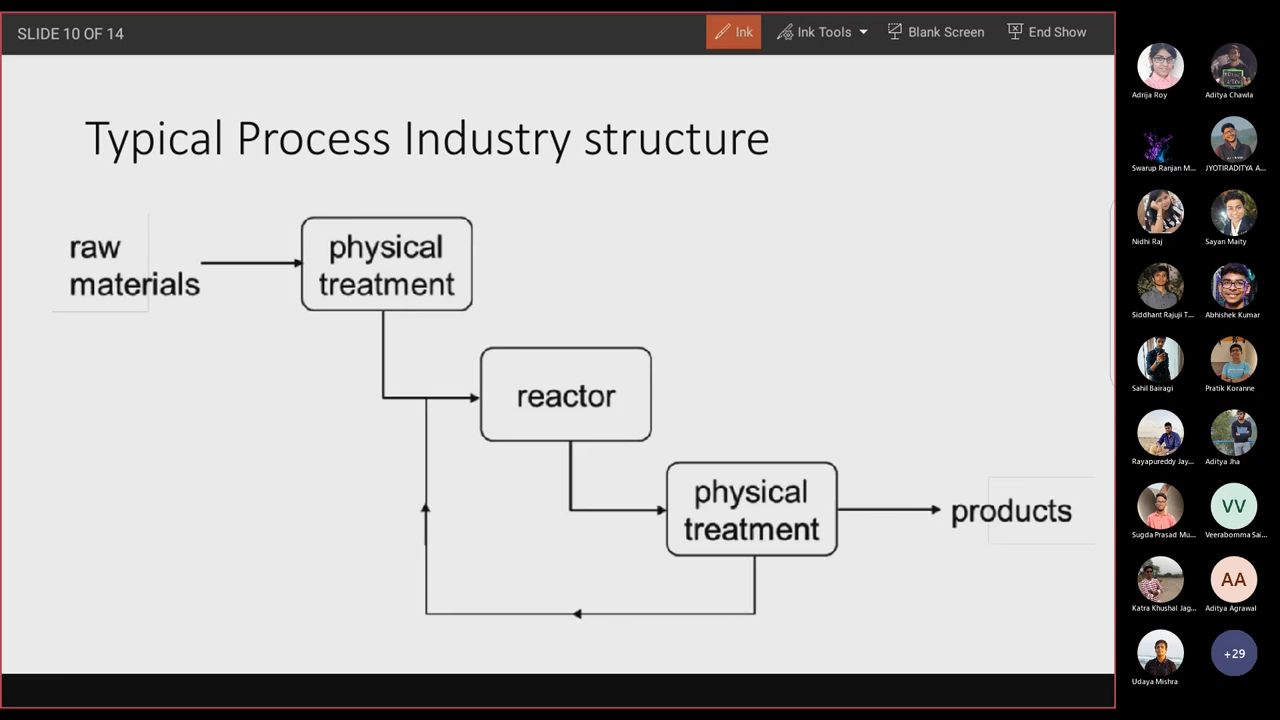 SLIDE 10 OF 14
Ink
Ink Tools
Blank Screen
End Show
Typical Process Industry structure
raw
materials
physical
treatment
reactor
physical
treatment
products
Adrija Roy
Aditya Chawla
Swarup Ranjan M...
JYOTIRADITYA A...
Nidhi Raj
Sayan Maity
Siddhant Rajuji T...
Abhishek Kumar
Sahil Bairagi
Pratik Koranne
Rayapureddy Jay...
Aditya Jha
Sugda Prasad Mu...
VV
Veerabomma Sai...
Katra Khushal Jag...
AA
Aditya Agrawal
Udaya Mishra
+29